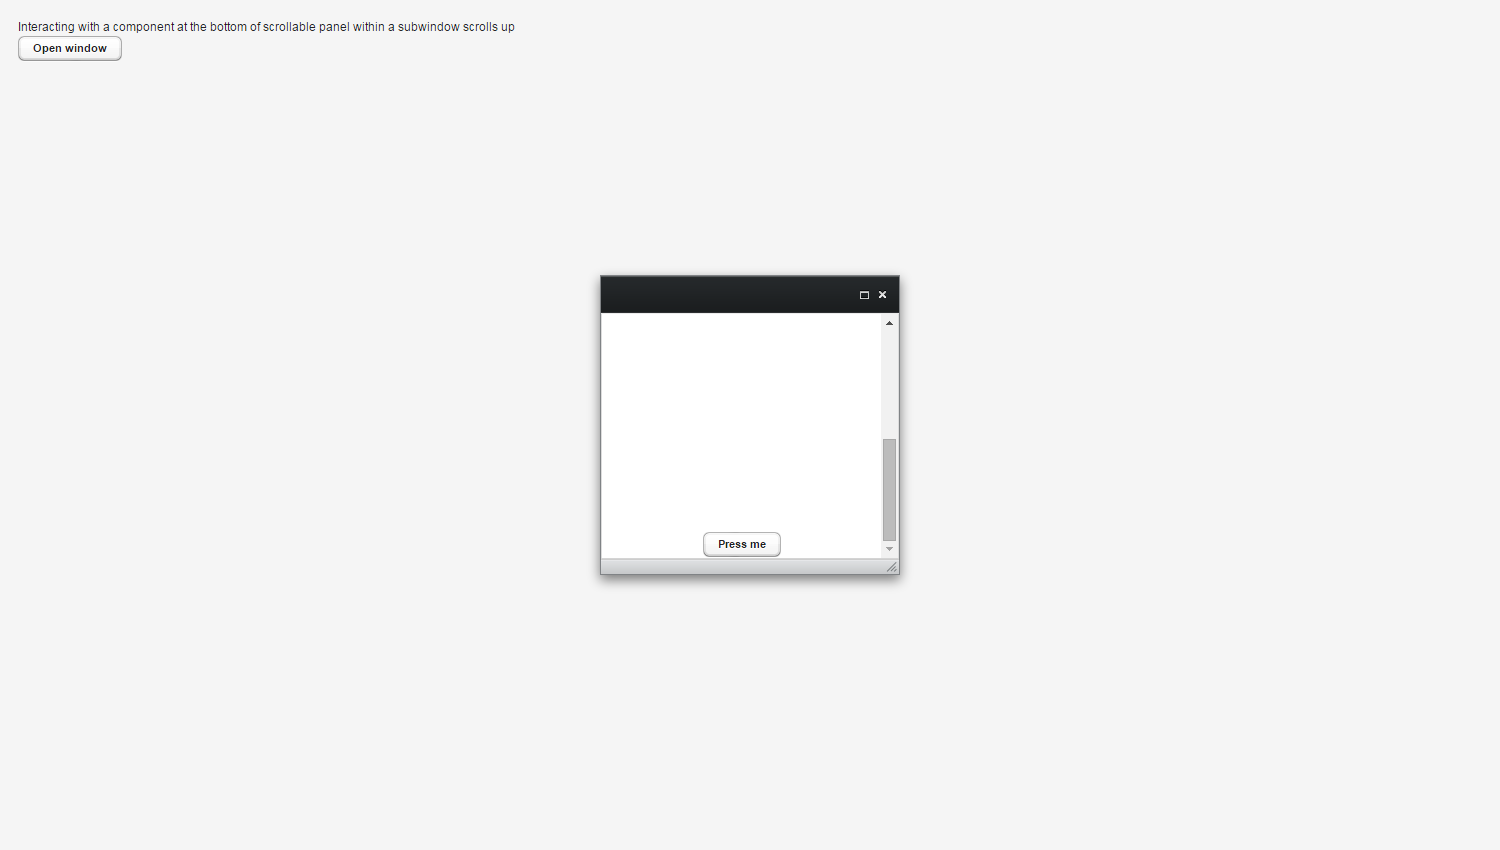 Interacting with a component at the bottom of scrollable panel within a subwindow scrolls up
Open window
Press me